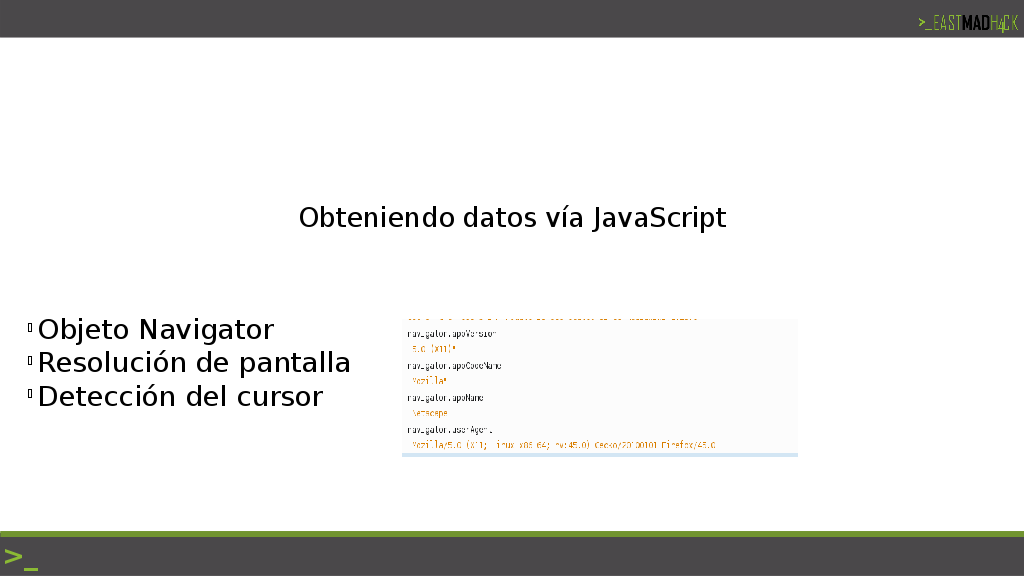 >_EASTMADH4CK
Obteniendo datos vía JavaScript
Objeto Navigator
Resolución de pantalla
Detección del cursor
navigator.appVersion
5.0 (X11)"
navigator.appCodeName
Mozilla"
navigator.appName
Netscape
navigator.userAgent
Mozilla/5.0 (X11; Linux x86_64; rv:45.0) Gecko/20100101 Firefox/45.0
>_